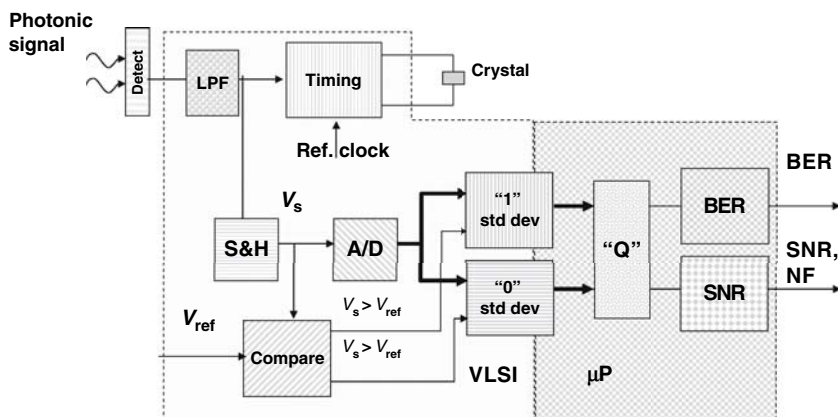 Photonic
signal
Detect
LPF
Timing
Crystal
Ref. clock
BER
"1"
std dev
Vs
BER
S&H
A/D
"Q"
SNR,
NF
"0"
std dev
SNR
Vs > Vref
Vref
Vs > Vref
Compare
VLSI
μP